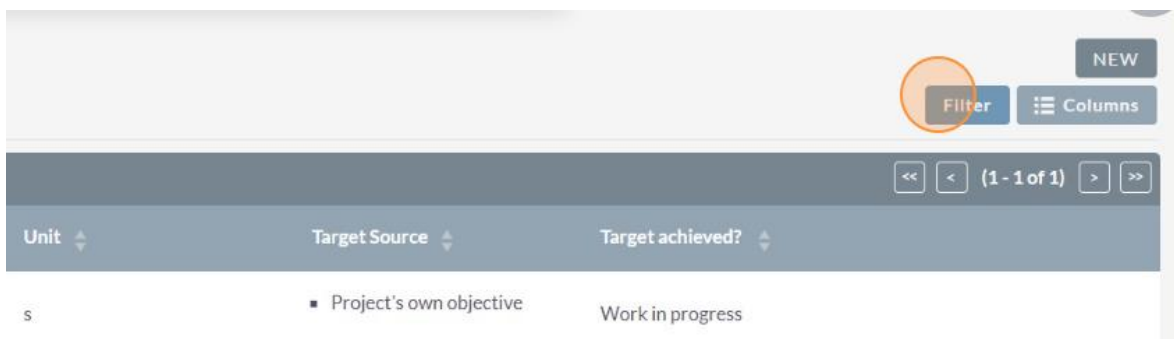 NEW
Filter
Columns
<< < (1 - 1 of 1) > >>
Unit Target Source Target achieved?
s ▪ Project's own objective Work in progress